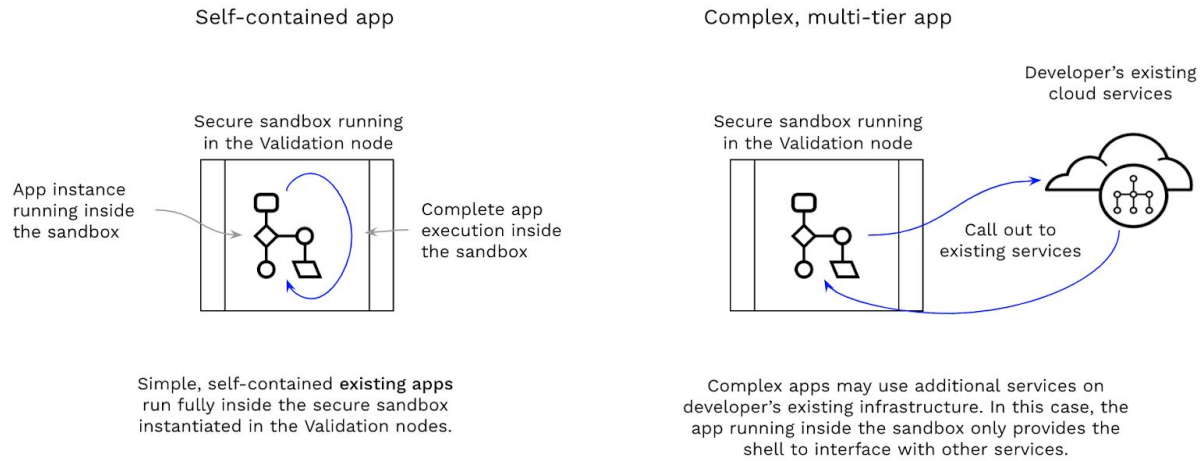 Self-contained app
Secure sandbox running
in the Validation node
App instance
running inside
the sandbox
Complete app
execution inside
the sandbox
Simple, self-contained existing apps
run fully inside the secure sandbox
instantiated in the Validation nodes.
Complex, multi-tier app
Developer’s existing
cloud services
Secure sandbox running
in the Validation node
Call out to
existing services
Complex apps may use additional services on
developer’s existing infrastructure. In this case, the
app running inside the sandbox only provides the
shell to interface with other services.